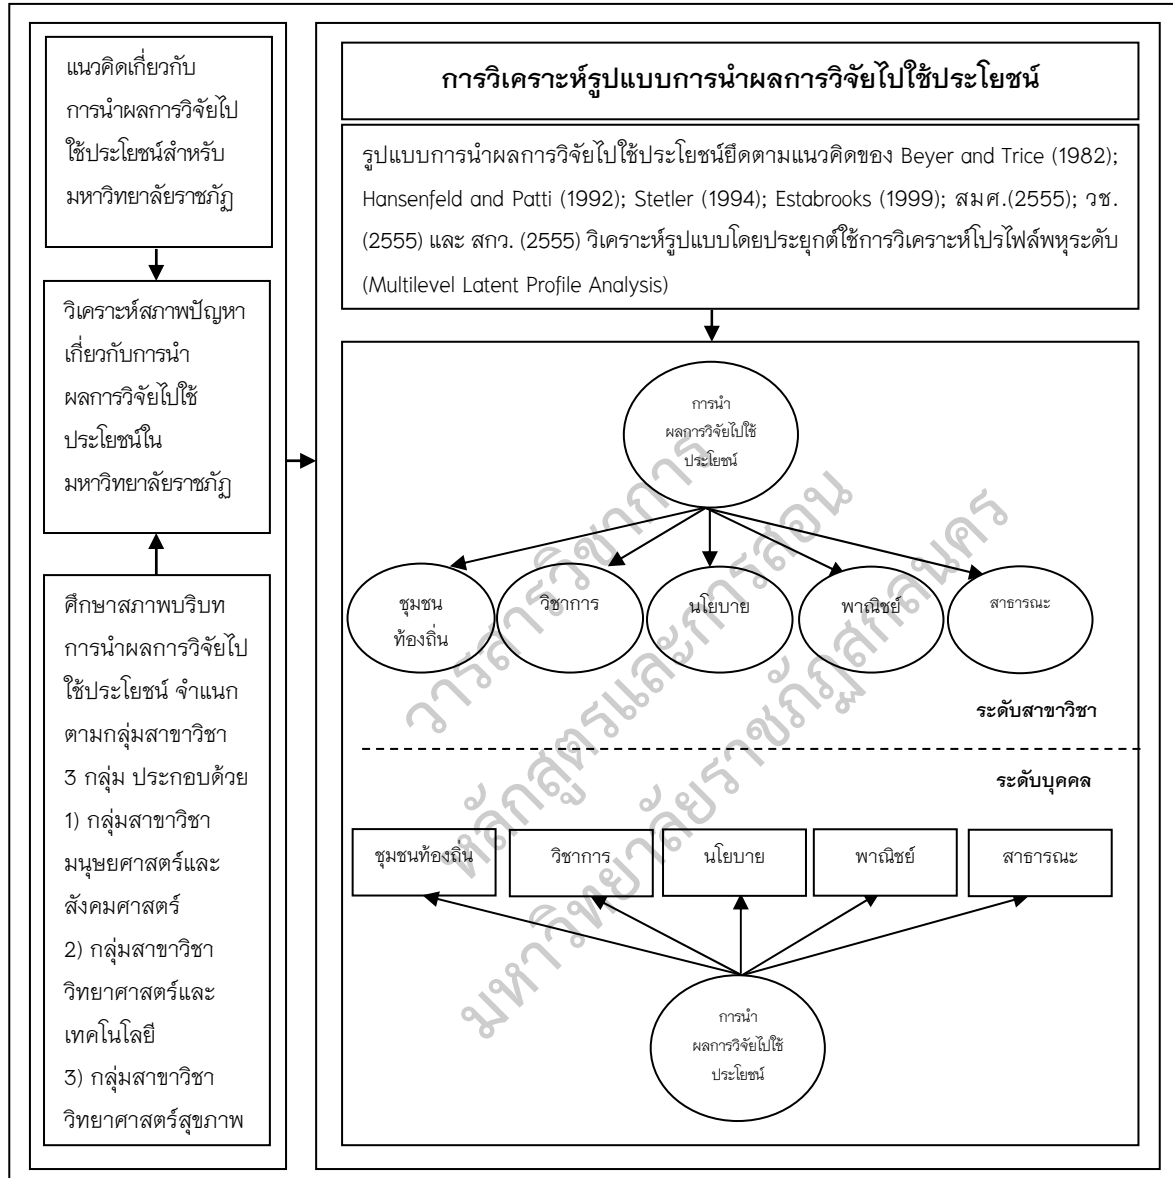 แนวคิดเกี่ยวกับ
การนำผลการวิจัยไป
ใช้ประโยชน์สำหรับ
มหาวิทยาลัยราชภัฏ
วิเคราะห์สภาพปัญหา
เกี่ยวกับการนำ
ผลการวิจัยไปใช้
ประโยชน์ใน
มหาวิทยาลัยราชภัฏ
ศึกษาสภาพบริบท
การนำผลการวิจัยไป
ใช้ประโยชน์ จำแนก
ตามกลุ่มสาขาวิชา
3 กลุ่ม ประกอบด้วย
1) กลุ่มสาขาวิชา
มนุษยศาสตร์และ
สังคมศาสตร์
2) กลุ่มสาขาวิชา
วิทยาศาสตร์และ
เทคโนโลยี
3) กลุ่มสาขาวิชา
วิทยาศาสตร์สุขภาพ
การวิเคราะห์รูปแบบการนำผลการวิจัยไปใช้ประโยชน์
รูปแบบการนำผลการวิจัยไปใช้ประโยชน์ยึดตามแนวคิดของ Beyer and Trice (1982);
Hansenfeld and Patti (1992); Stetler (1994); Estabrooks (1999); สมศ.(2555); วช.
(2555) และ สกว. (2555) วิเคราะห์รูปแบบโดยประยุกต์ใช้การวิเคราะห์โปรไฟล์พหุระดับ
(Multilevel Latent Profile Analysis)
การนำ
ผลการวิจัยไปใช้
ประโยชน์
ชุมชน
ท้องถิ่น
วิชาการ
นโยบาย
พาณิชย์
สาธารณะ
ระดับสาขาวิชา
ระดับบุคคล
ชุมชนท้องถิ่น
วิชาการ
นโยบาย
พาณิชย์
สาธารณะ
การนำ
ผลการวิจัยไปใช้
ประโยชน์
วารสารวิชาการ
หลักสูตรและการสอน
มหาวิทยาลัยราชภัฏสกลนคร